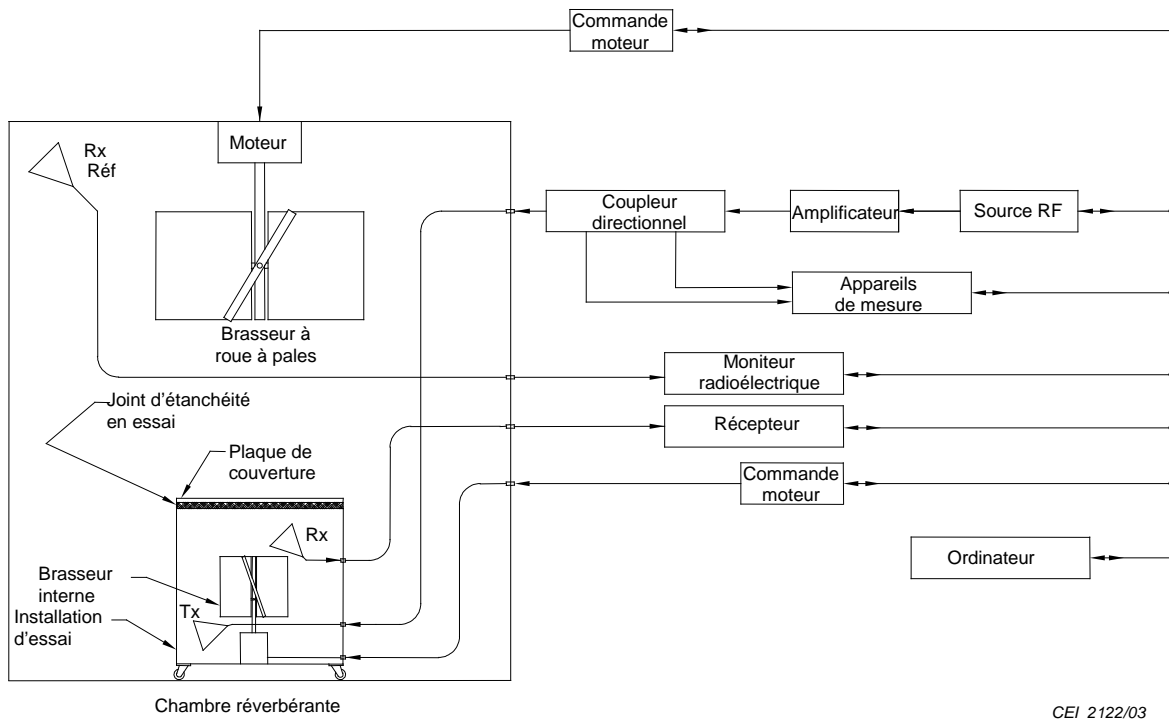 Commande
moteur
Moteur
Rx
Réf
Coupleur
directionnel
Amplificateur
Source RF
Appareils
de mesure
Brasseur à
roue à pales
Moniteur
radioélectrique
Joint d'étanchéité
en essai
Récepteur
Plaque de
couverture
Commande
moteur
Rx
Ordinateur
Brasseur
interne
Tx
Installation
d'essai
Chambre réverbérante
CEI 2122/03